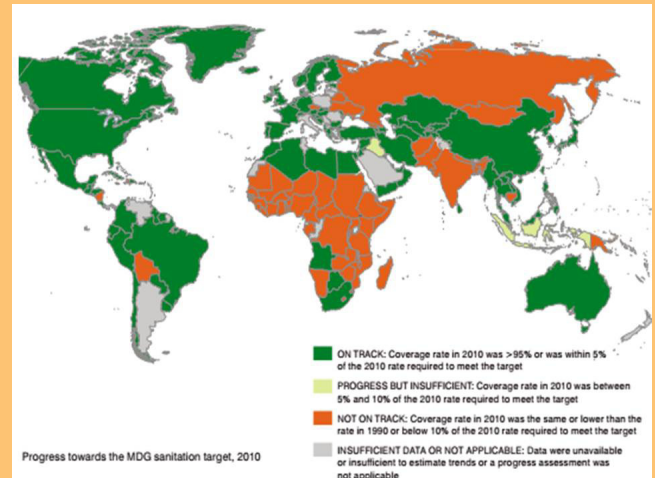 ON TRACK: Coverage rate in 2010 was >95% or was within 5%
of the 2010 rate required to meet the target
PROGRESS BUT INSUFFICIENT: Coverage rate in 2010 was between
5% and 10% of the 2010 rate required to meet the target
NOT ON TRACK: Coverage rate in 2010 was the same or lower than the
rate in 1990 or below 10% of the 2010 rate required to meet the target
Progress towards the MDG sanitation target, 2010
INSUFFICIENT DATA OR NOT APPLICABLE: Data were unavailable
or insufficient to estimate trends or a progress assessment was
not applicable